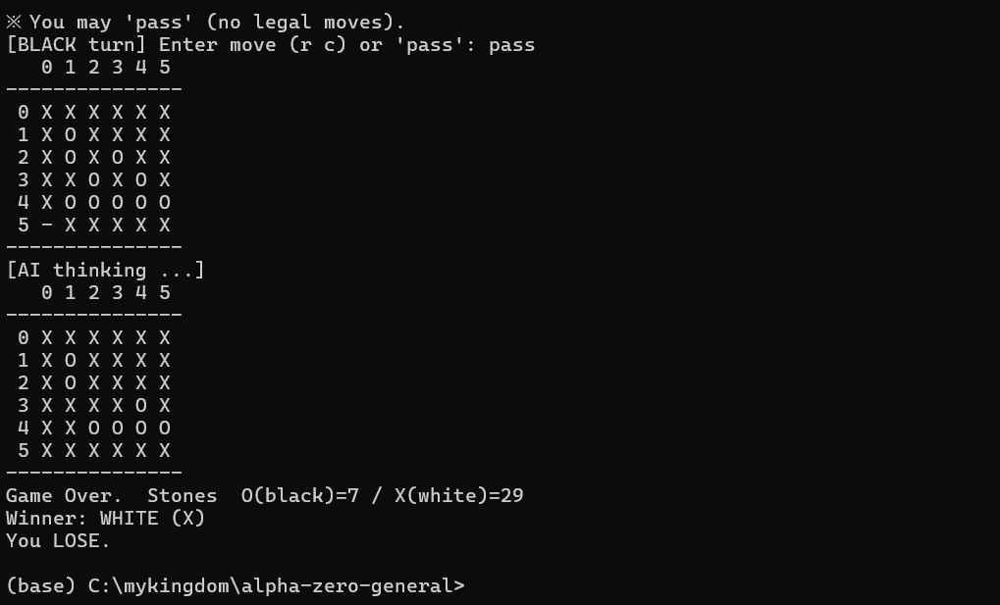 ※ You may 'pass' (no legal moves).
[BLACK turn] Enter move (r c) or 'pass': pass
   0 1 2 3 4 5
---------------
 0 X X X X X X
 1 X O X X X X
 2 X O X O X X
 3 X X O X O X
 4 X O O O O O
 5 - X X X X X
---------------
[AI thinking ...]
   0 1 2 3 4 5
---------------
 0 X X X X X X
 1 X O X X X X
 2 X O X X X X
 3 X X X X O X
 4 X X O O O O
 5 X X X X X X
---------------
Game Over.  Stones  O(black)=7 / X(white)=29
Winner: WHITE (X)
You LOSE.

(base) C:\mykingdom\alpha-zero-general>